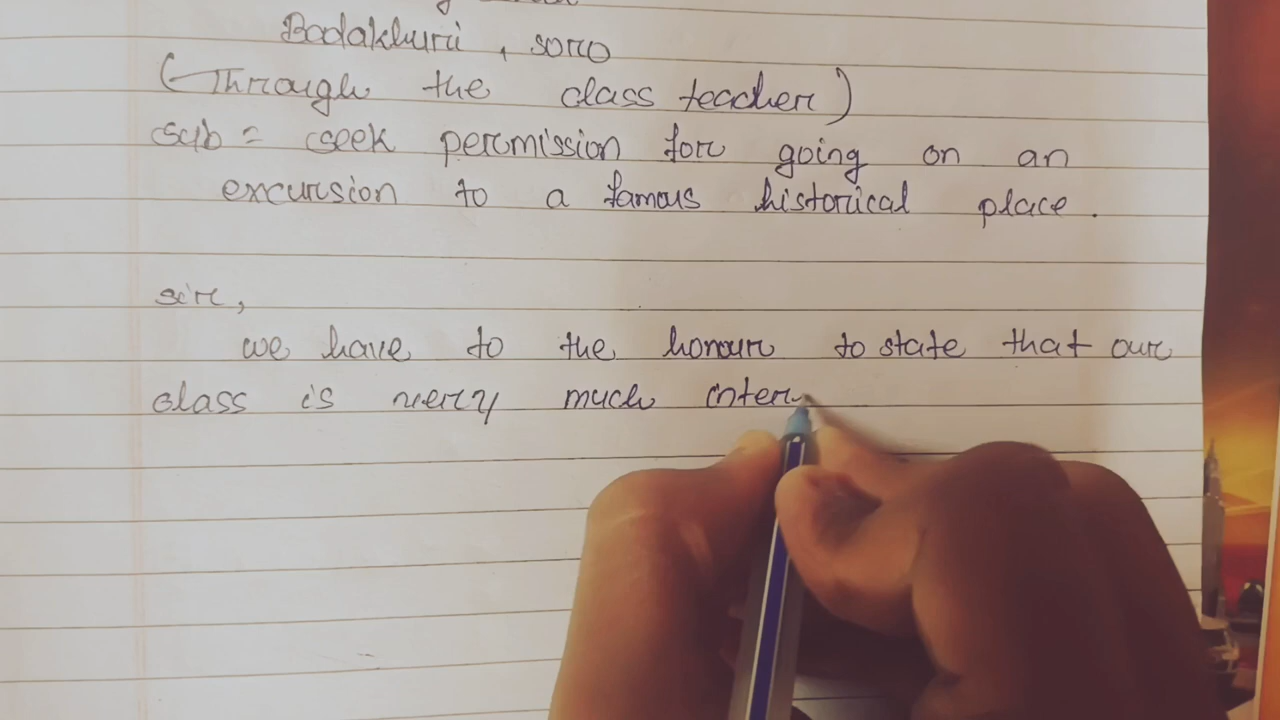 Badakhuri, soro
(Through the class teacher)
sub = seek permission for going on an
excursion to a famous historical place.
sir,
we have to the honour to state that our
class is very much inter